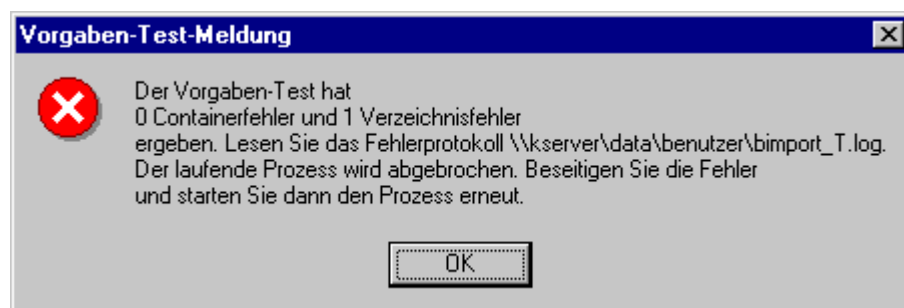 Vorgaben-Test-Meldung
Der Vorgaben-Test hat
0 Containerfehler und 1 Verzeichnisfehler
ergeben. Lesen Sie das Fehlerprotokoll \\kserver\data\benutzer\bimport_T.log.
Der laufende Prozess wird abgebrochen. Beseitigen Sie die Fehler
und starten Sie dann den Prozess erneut.
OK